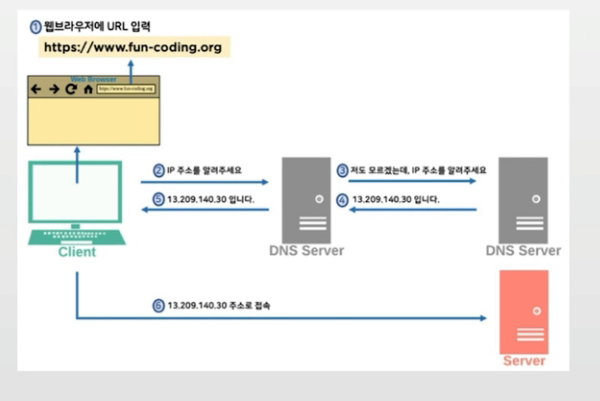 ① 웹브라우저에 URL 입력
https://www.fun-coding.org
Web Browser
https://www.fun-coding.org
② IP 주소를 알려주세요
③ 저도 모르겠는데, IP 주소를 알려주세요
⑤ 13.209.140.30 입니다.
④ 13.209.140.30 입니다.
Client
DNS Server
DNS Server
⑥ 13.209.140.30 주소로 접속
Server